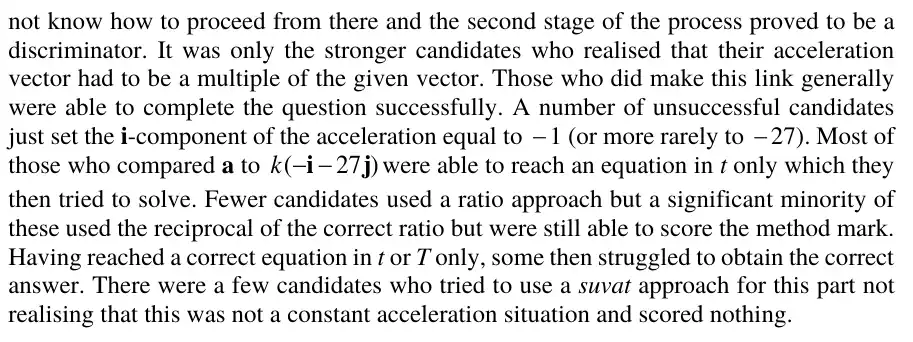 not know how to proceed from there and the second stage of the process proved to be a
discriminator. It was only the stronger candidates who realised that their acceleration
vector had to be a multiple of the given vector. Those who did make this link generally
were able to complete the question successfully. A number of unsuccessful candidates
just set the i-component of the acceleration equal to −1 (or more rarely to −27). Most of
those who compared a to k(−i−27j) were able to reach an equation in t only which they
then tried to solve. Fewer candidates used a ratio approach but a significant minority of
these used the reciprocal of the correct ratio but were still able to score the method mark.
Having reached a correct equation in t or T only, some then struggled to obtain the correct
answer. There were a few candidates who tried to use a suvat approach for this part not
realising that this was not a constant acceleration situation and scored nothing.